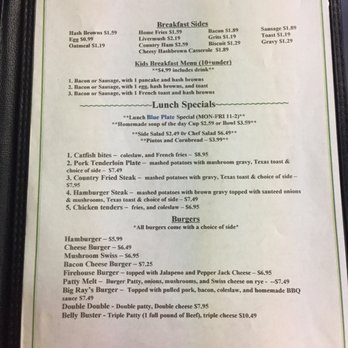 Breakfast Sides
Hash Browns $1.59 Home Fries $1.59 Bacon $1.89 Sausage $1.89
Egg $0.99 Livermush $2.19 Grits $1.19 Toast $1.19
Oatmeal $1.19 Country Ham $2.59 Biscuit $1.29 Gravy $1.29
Cheesy Hashbrown Casserole $1.89
Kids Breakfast Menu (10+under)
**$4.99 includes drink**
1. Bacon or Sausage, with 1 pancake and hash browns
2. Bacon or Sausage, with 1 egg, hash browns, and toast
3. Bacon or Sausage, with 1 French toast and hash browns
Lunch Specials
**Lunch Blue Plate Special (MON-FRI 11-2)**
**Homemade soup of the day Cup $2.59 or Bowl $3.59**
**Side Salad $2.49 0r Chef Salad $6.49**
**Pintos and Cornbread – $3.99**
1. Catfish bites – coleslaw, and French fries – $8.95
2. Pork Tenderloin Plate – mashed potatoes with mushroom gravy, Texas toast &
choice of side – $7.49
3. Country Fried Steak – mashed potatoes with gravy, Texas toast & choice of side –
$7.95
4. Hamburger Steak – mashed potatoes with brown gravy topped with sauteed onions
& mushrooms, Texas toast & choice of side – $7.49
5. Chicken tenders – fries, and coleslaw – $6.95
Burgers
*All burgers come with a choice of side*
Hamburger – $5.99
Cheese Burger – $6.49
Mushroom Swiss – $6.95
Bacon Cheese Burger – $7.25
Firehouse Burger – topped with Jalapeno and Pepper Jack Cheese – $6.95
Patty Melt – Burger Patty, onions, mushrooms, and Swiss cheese on rye – –$7.49
Big Ray's Burger – Topped with pulled pork, bacon, coleslaw, and homemade BBQ
sauce $7.49
Double Double - Double patty, Double cheese $7.95
Belly Buster - Triple Patty (1 full pound of Beef), triple cheese $10.49